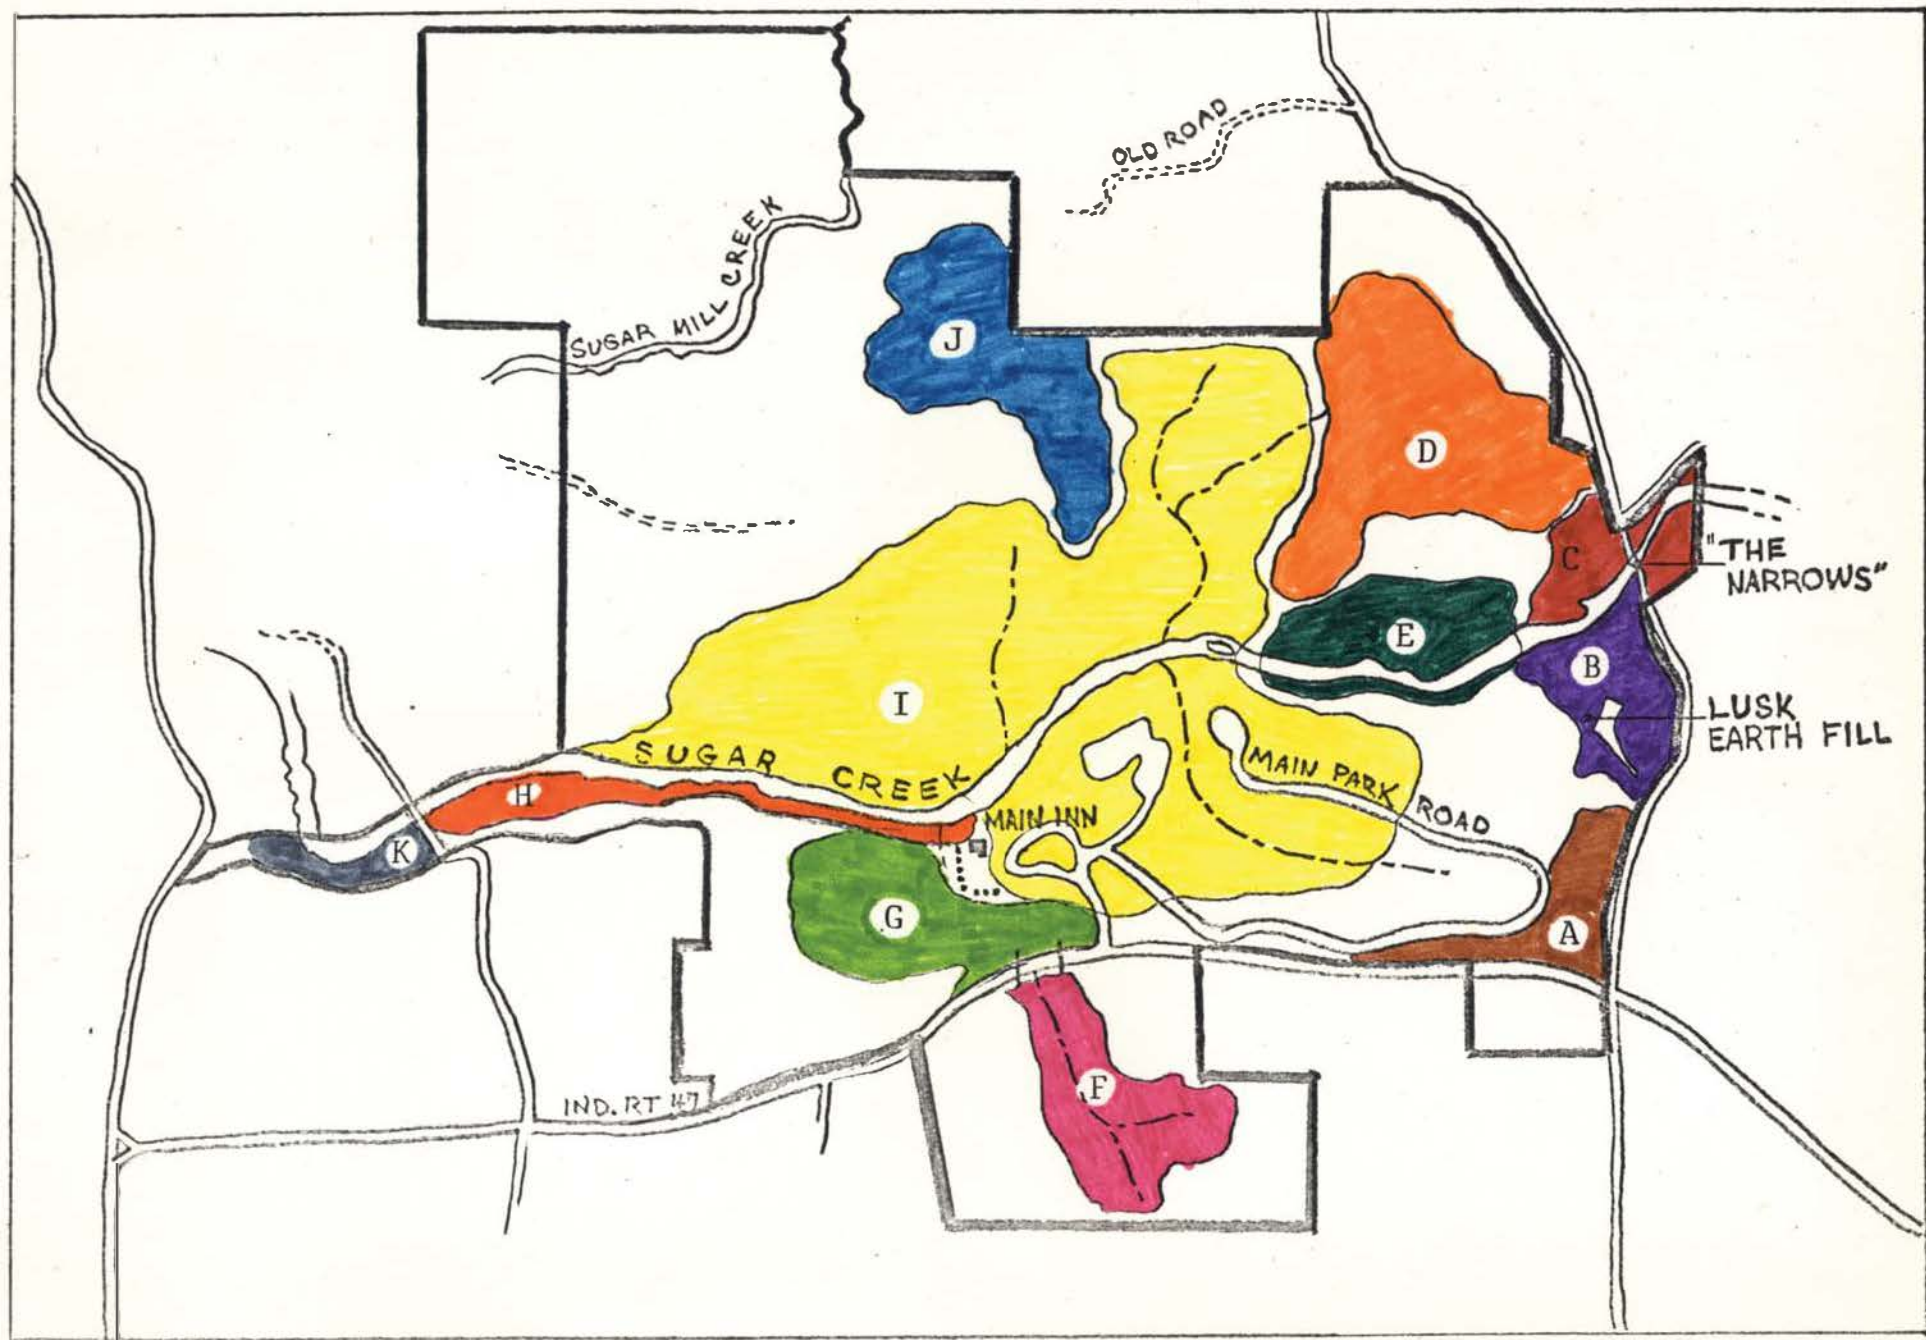 OLD ROAD
SUGAR MILL CREEK
J
D
C
"THE
NARROWS"
E
B
I
LUSK
EARTH FILL
SUGAR CREEK
MAIN PARK ROAD
H
MAIN INN
K
G
A
F
IND. RT 47